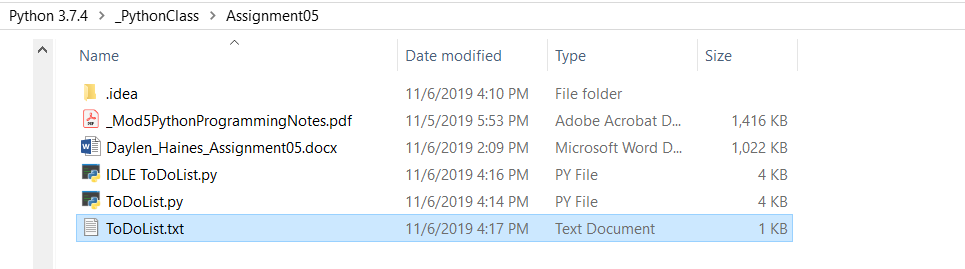 Python 3.7.4 > _PythonClass > Assignment05
Name Date modified Type Size
.idea 11/6/2019 4:10 PM File folder
_Mod5PythonProgrammingNotes.pdf 11/5/2019 5:53 PM Adobe Acrobat D... 1,416 KB
Daylen_Haines_Assignment05.docx 11/6/2019 2:09 PM Microsoft Word D... 1,022 KB
IDLE ToDoList.py 11/6/2019 4:16 PM PY File 4 KB
ToDoList.py 11/6/2019 4:14 PM PY File 4 KB
ToDoList.txt 11/6/2019 4:17 PM Text Document 1 KB